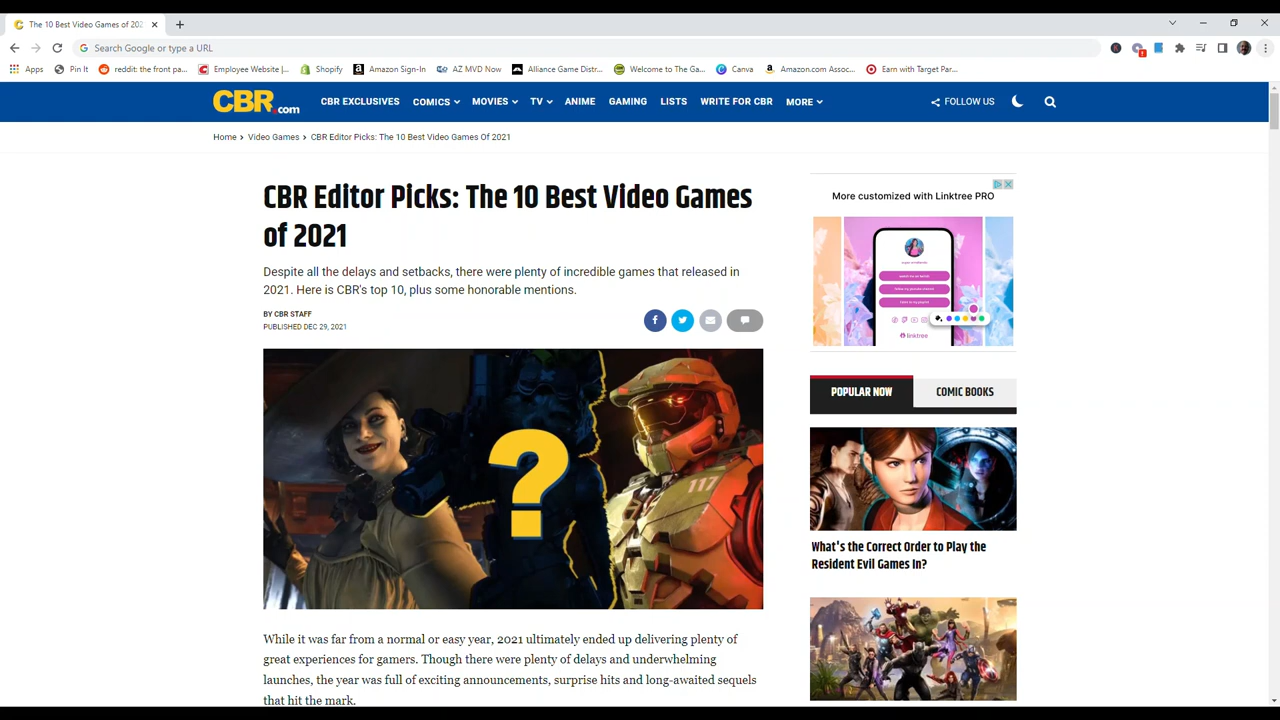 The 10 Best Video Games of 202
Search Google or type a URL
Apps
Pin It
reddit: the front pa...
Employee Website |...
Shopify
Amazon Sign-In
AZ MVD Now
Alliance Game Distr...
Welcome to The Ga...
Canva
Amazon.com Assoc...
Earn with Target Par...
CBR.com
CBR EXCLUSIVES
COMICS
MOVIES
TV
ANIME
GAMING
LISTS
WRITE FOR CBR
MORE
FOLLOW US
Home > Video Games > CBR Editor Picks: The 10 Best Video Games Of 2021
CBR Editor Picks: The 10 Best Video Games
of 2021
Despite all the delays and setbacks, there were plenty of incredible games that released in
2021. Here is CBR's top 10, plus some honorable mentions.
BY CBR STAFF
PUBLISHED DEC 29, 2021
?
117
While it was far from a normal or easy year, 2021 ultimately ended up delivering plenty of
great experiences for gamers. Though there were plenty of delays and underwhelming
launches, the year was full of exciting announcements, surprise hits and long-awaited sequels
that hit the mark.
More customized with Linktree PRO
linktree
POPULAR NOW
COMIC BOOKS
What's the Correct Order to Play the
Resident Evil Games In?